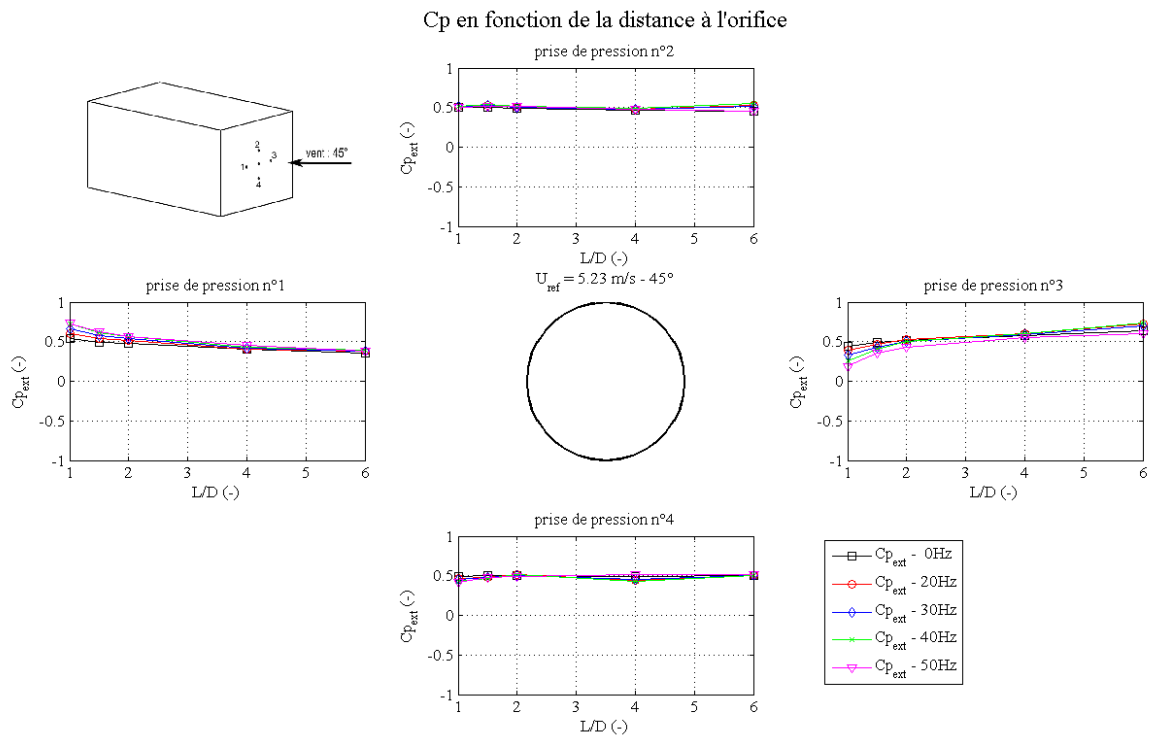 Cp en fonction de la distance à l'orifice
prise de pression n°2
1
0.5
0
-0.5
-1
Cp_ext (-)
1 2 3 4 5 6
L/D (-)
2
3
1
4
vent : 45°
prise de pression n°1
1
0.5
0
-0.5
-1
Cp_ext (-)
1 2 3 4 5 6
L/D (-)
U_ref = 5.23 m/s - 45°
prise de pression n°3
1
0.5
0
-0.5
-1
Cp_ext (-)
1 2 3 4 5 6
L/D (-)
prise de pression n°4
1
0.5
0
-0.5
-1
Cp_ext (-)
1 2 3 4 5 6
L/D (-)
Cp_ext - 0Hz
Cp_ext - 20Hz
Cp_ext - 30Hz
Cp_ext - 40Hz
Cp_ext - 50Hz